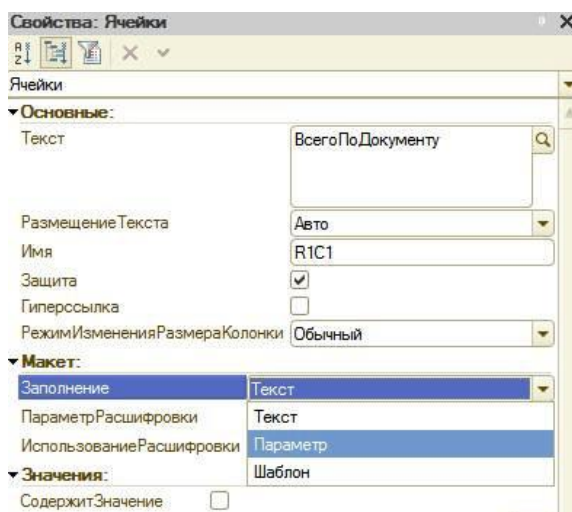 Свойства: Ячейки
Ячейки
Основные:
Текст ВсегоПоДокументу
РазмещениеТекста Авто
Имя R1C1
Защита
Гиперссылка
РежимИзмененияРазмераКолонки Обычный
Макет:
Заполнение Текст
ПараметрРасшифровки Текст
ИспользованиеРасшифровки Параметр
Значения: Шаблон
СодержитЗначение